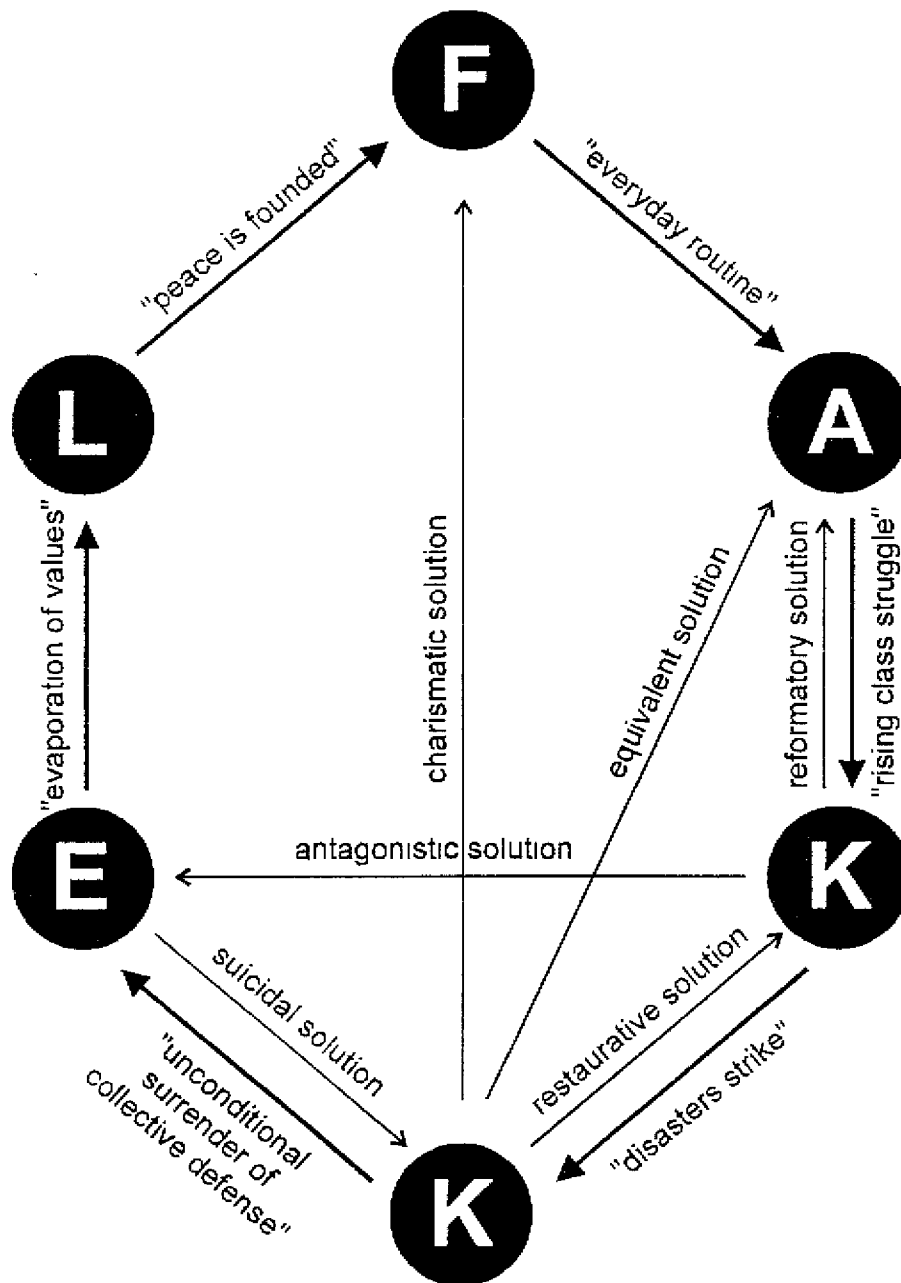 F
"peace is founded"
"everyday routine"
L
A
"evaporation of values"
charismatic solution
equivalent solution
reformatory solution
"rising class struggle"
antagonistic solution
E
K
suicidal solution
restaurative solution
"unconditional
surrender of
collective defense"
"disasters strike"
K